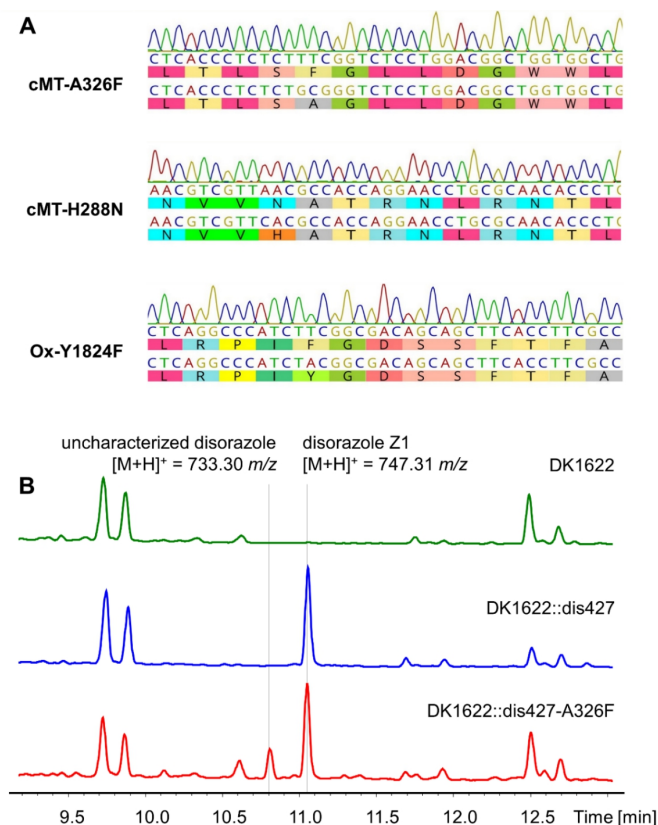 A
CTCACCCTCTCTTTCGGTCTCCTGGACGGCTGGTGGCTG
L T L S F G L L D G W W L
cMT-A326F
CTCACCCTCTCTGCGGGTCTCCTGGACGGCTGGTGGCTG
L T L S A G L L D G W W L
AACGTCGTTAACGCCACCAGGAACCTGCGCAACACCCTG
N V V N A T R N L R N T L
cMT-H288N
AACGTCGTTCACGCCACCAGGAACCTGCGCAACACCCTG
N V V H A T R N L R N T L
CTCAGGCCCATCTTCGGCGACAGCAGCTTCACCTTCGCC
L R P I F G D S S F T F A
Ox-Y1824F
CTCAGGCCCATCTACGGCGACAGCAGCTTCACCTTCGCC
L R P I Y G D S S F T F A
B
uncharacterized disorazole
[M+H]⁺ = 733.30 m/z
disorazole Z1
[M+H]⁺ = 747.31 m/z
DK1622
DK1622::dis427
DK1622::dis427-A326F
9.5 10.0 10.5 11.0 11.5 12.0 12.5 Time [min]